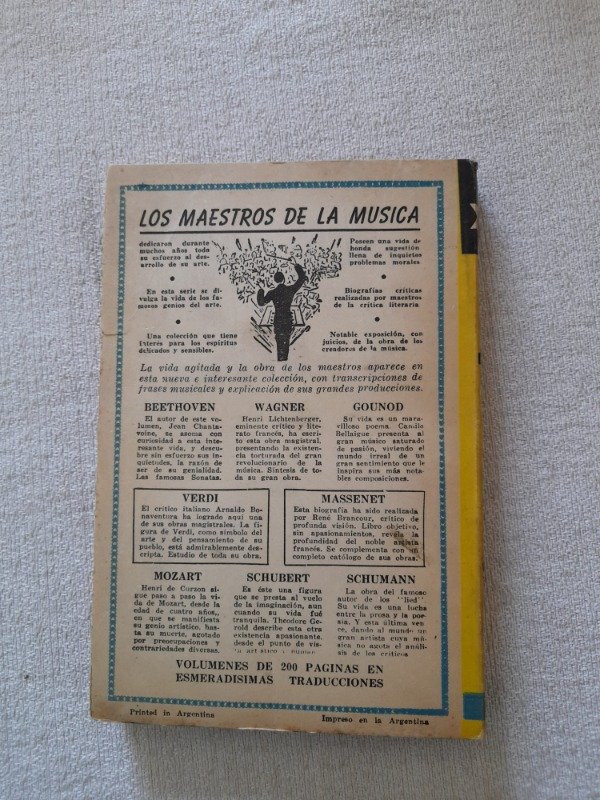 LOS MAESTROS DE LA MUSICA
dedicaron durante
muchos años toda
su esfuerzo al des-
arrollo de su arte.
En esta serie se di-
vulga la vida de los fa-
mosos genios del arte.
Una colección que tiene
interés para los espíritus
delicados y sensibles.
Poseen una vida de
honda sugestión
llena de inquietos
problemas morales
Biografías críticas
realizadas por maestros
de la crítica literaria
Notable exposición, con
juicios, de la obra de los
creadores de la música.
La vida agitada y la obra de los maestros aparece en
esta nueva e interesante colección, con transcripciones de
frases musicales y explicación de sus grandes producciones.
BEETHOVEN
El autor de este vo-
lumen, Jean Chanta-
voine, se asoma con
curiosidad a esta inte-
resante vida, y descu-
bre sin esfuerzo sus in-
quietudes, la razón de
ser de su genialidad.
Las famosas Sonatas.
WAGNER
Henri Lichtenberger,
eminente crítico y lite-
rato francés, ha escri-
to esta obra magistral,
presentando la existen-
cia torturada del gran
revolucionario de la
música. Síntesis de to-
da su gran obra.
GOUNOD
Su vida es un mara-
villoso poema. Camilo
Bellaigue presenta al
gran músico saturado
de pasión, viviendo el
mundo irreal de un
gran sentimiento que le
inspira sus más nota-
bles composiciones.
VERDI
El crítico italiano Arnaldo Bo-
naventura ha logrado aquí una
de sus obras magistrales. La fi-
gura de Verdi, como símbolo del
arte y del pensamiento de su
pueblo, está admirablemente des-
cripta. Estudio de toda su obra.
MASSENET
Esta biografía ha sido realizada
por René Brancour, crítico de
profunda visión. Libro objetivo,
sin apasionamientos, revela la
profundidad del noble artista
francés. Se complementa con un
completo catálogo de sus obras.
MOZART
Henri de Curzon si-
gue paso a paso la vi-
da de Mozart, desde la
edad de cuatro años,
en que se manifiesta
su genio artístico, has-
ta su muerte, agotado
por preocupaciones y
contrariedades diversas.
SCHUBERT
Es éste una figura
que se presta al vuelo
de la imaginación, aun
cuando su vida fué
tranquila. Theodore Ge-
rold describe esta otra
existencia apasionante,
desde el punto de vis-
ta artístico y humano
SCHUMANN
La obra del famoso
autor de los "lied"
Su vida es una lucha
entre la prosa y la poe-
sía. Y esta última ven-
ce, dando al mundo un
gran artista cuya mú-
sica no agota el análi-
sis de los críticos
VOLUMENES DE 200 PAGINAS EN
ESMERADISIMAS TRADUCCIONES
Printed in Argentina
Impreso en la Argentina